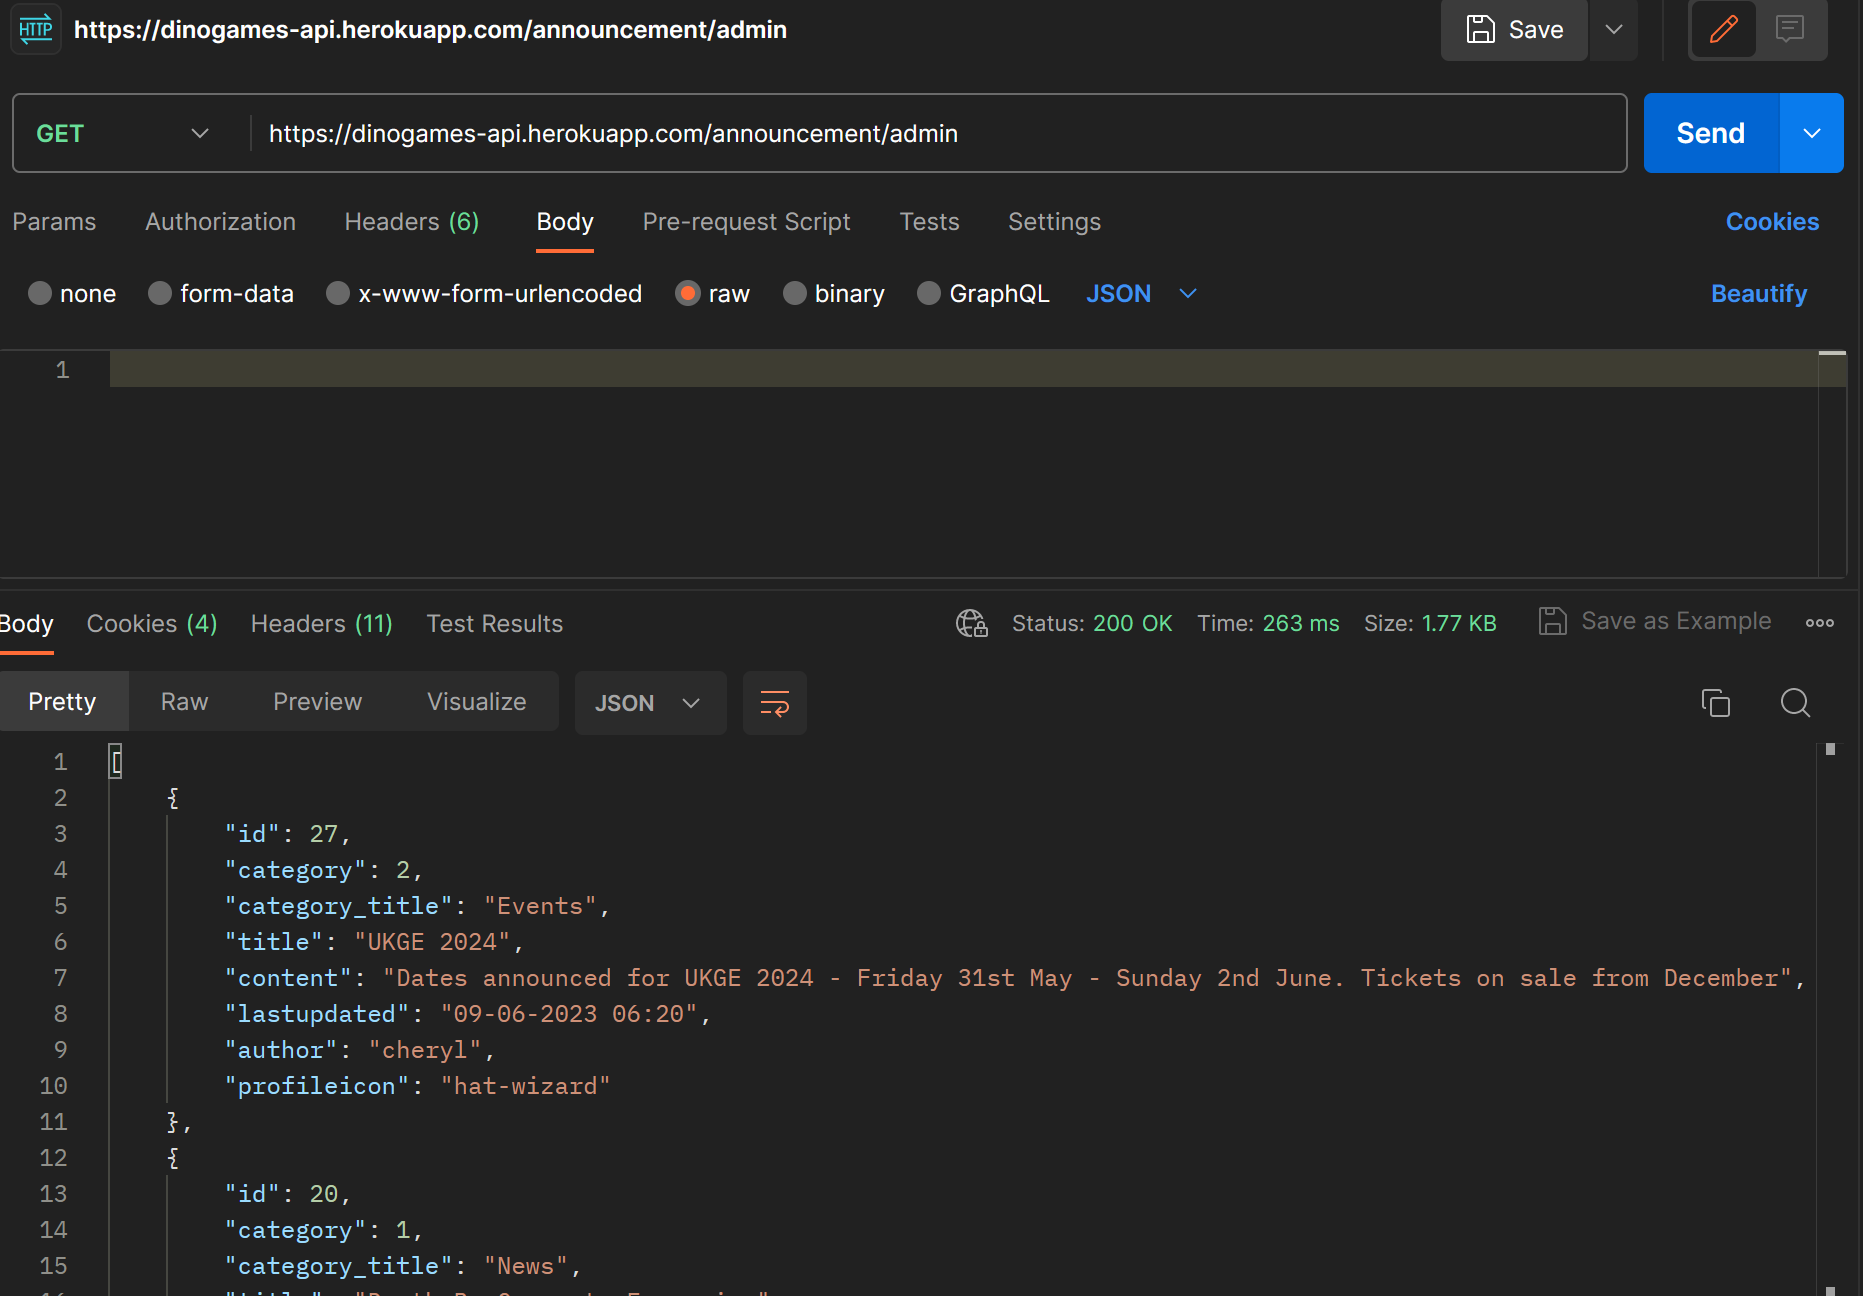 HTTP https://dinogames-api.herokuapp.com/announcement/admin Save
GET https://dinogames-api.herokuapp.com/announcement/admin Send
Params Authorization Headers (6) Body Pre-request Script Tests Settings Cookies
none form-data x-www-form-urlencoded raw binary GraphQL JSON Beautify
1
Body Cookies (4) Headers (11) Test Results Status: 200 OK Time: 263 ms Size: 1.77 KB Save as Example
Pretty Raw Preview Visualize JSON
1 [
2 {
3 "id": 27,
4 "category": 2,
5 "category_title": "Events",
6 "title": "UKGE 2024",
7 "content": "Dates announced for UKGE 2024 - Friday 31st May - Sunday 2nd June. Tickets on sale from December",
8 "lastupdated": "09-06-2023 06:20",
9 "author": "cheryl",
10 "profileicon": "hat-wizard"
11 },
12 {
13 "id": 20,
14 "category": 1,
15 "category_title": "News",